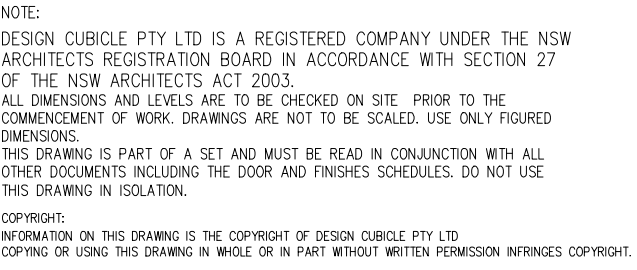 NOTE:
DESIGN CUBICLE PTY LTD IS A REGISTERED COMPANY UNDER THE NSW
ARCHITECTS REGISTRATION BOARD IN ACCORDANCE WITH SECTION 27
OF THE NSW ARCHITECTS ACT 2003.
ALL DIMENSIONS AND LEVELS ARE TO BE CHECKED ON SITE PRIOR TO THE
COMMENCEMENT OF WORK. DRAWINGS ARE NOT TO BE SCALED. USE ONLY FIGURED
DIMENSIONS.
THIS DRAWING IS PART OF A SET AND MUST BE READ IN CONJUNCTION WITH ALL
OTHER DOCUMENTS INCLUDING THE DOOR AND FINISHES SCHEDULES. DO NOT USE
THIS DRAWING IN ISOLATION.
COPYRIGHT:
INFORMATION ON THIS DRAWING IS THE COPYRIGHT OF DESIGN CUBICLE PTY LTD
COPYING OR USING THIS DRAWING IN WHOLE OR IN PART WITHOUT WRITTEN PERMISSION INFRINGES COPYRIGHT.